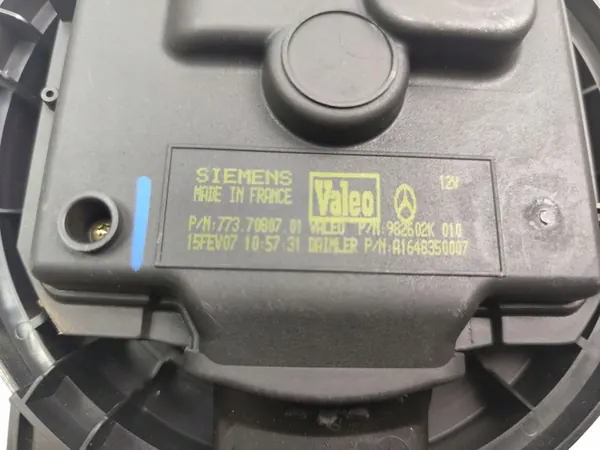 SIEMENS Valeo 12V
MADE IN FRANCE
P/N:773.70807.01 VALEO P/N:982602K 010
15FEV07 10:57:31 DAIMLER P/N:A1648350007